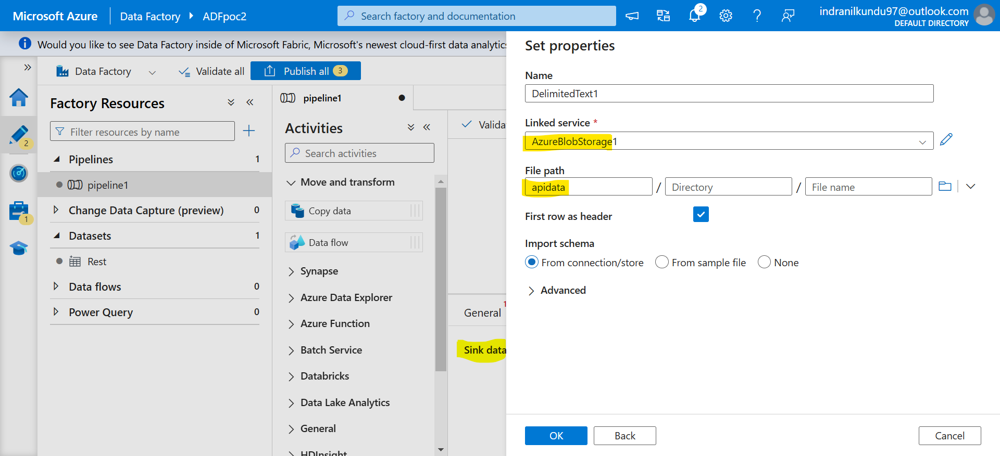 Microsoft Azure
Data Factory
ADFpoc2
Search factory and documentation
2
indranilkundu97@outlook.com
DEFAULT DIRECTORY
Would you like to see Data Factory inside of Microsoft Fabric, Microsoft's newest cloud-first data analytics
Data Factory
Validate all
Publish all 3
2
1
Factory Resources
Filter resources by name
Pipelines 1
pipeline1
Change Data Capture (preview) 0
Datasets 1
Rest
Data flows 0
Power Query 0
pipeline1
Activities
Search activities
Move and transform
Copy data
Data flow
Synapse
Azure Data Explorer
Azure Function
Batch Service
Databricks
Data Lake Analytics
General
HDInsight
Valida
General 1
Sink data
Set properties
Name
DelimitedText1
Linked service *
AzureBlobStorage1
File path
apidata / Directory / File name
First row as header
Import schema
From connection/store From sample file None
Advanced
OK
Back
Cancel